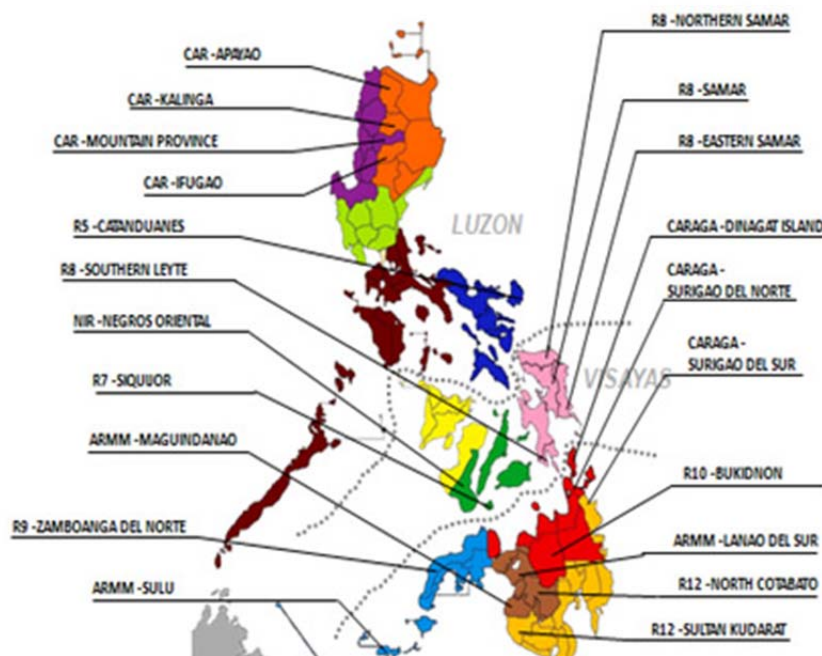 R8 -NORTHERN SAMAR
CAR -APAYAO
R8 -SAMAR
CAR -KALINGA
CAR -MOUNTAIN PROVINCE
R8 -EASTERN SAMAR
CAR -IFUGAO
R5 -CATANDUANES
LUZON
CARAGA -DINAGAT ISLAND
R8 -SOUTHERN LEYTE
CARAGA -
SURIGAO DEL NORTE
NIR -NEGROS ORIENTAL
CARAGA -
SURIGAO DEL SUR
VISAYAS
R7 -SIQUIJOR
ARMM -MAGUINDANAO
R10 -BUKIDNON
R9 -ZAMBOANGA DEL NORTE
ARMM -LANAO DEL SUR
ARMM -SULU
R12 -NORTH COTABATO
R12 -SULTAN KUDARAT